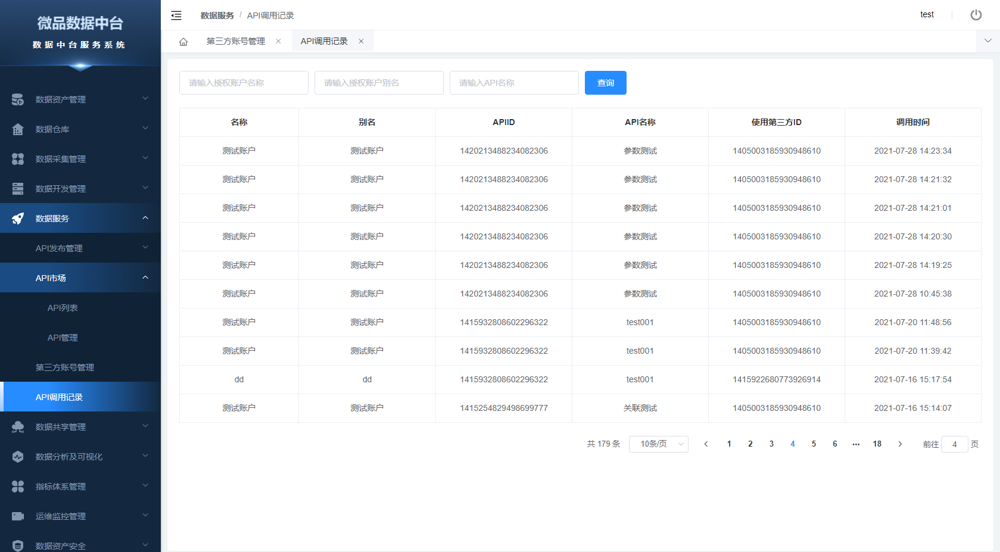 微品数据中台
数据中台服务系统
数据资产管理
数据仓库
数据采集管理
数据开发管理
数据服务
API发布管理
API市场
API列表
API管理
第三方账号管理
API调用记录
数据共享管理
数据分析及可视化
指标体系管理
运维监控管理
数据资产安全
数据服务 / API调用记录
test
第三方账号管理 × API调用记录 ×
请输入授权账户名称 请输入授权账户别名 请输入API名称 查询
名称 别名 APIID API名称 使用第三方ID 调用时间
测试账户 测试账户 1420213488234082306 参数测试 1405003185930948610 2021-07-28 14:23:34
测试账户 测试账户 1420213488234082306 参数测试 1405003185930948610 2021-07-28 14:21:32
测试账户 测试账户 1420213488234082306 参数测试 1405003185930948610 2021-07-28 14:21:01
测试账户 测试账户 1420213488234082306 参数测试 1405003185930948610 2021-07-28 14:20:30
测试账户 测试账户 1420213488234082306 参数测试 1405003185930948610 2021-07-28 14:19:25
测试账户 测试账户 1420213488234082306 参数测试 1405003185930948610 2021-07-28 10:45:38
测试账户 测试账户 1415932808602296322 test001 1405003185930948610 2021-07-20 11:48:56
测试账户 测试账户 1415932808602296322 test001 1405003185930948610 2021-07-20 11:39:42
dd dd 1415932808602296322 test001 1415922680773926914 2021-07-16 15:17:54
测试账户 测试账户 1415254829498699777 关联测试 1405003185930948610 2021-07-16 15:14:07
共 179 条 10条/页 1 2 3 4 5 6 ••• 18 前往 4 页